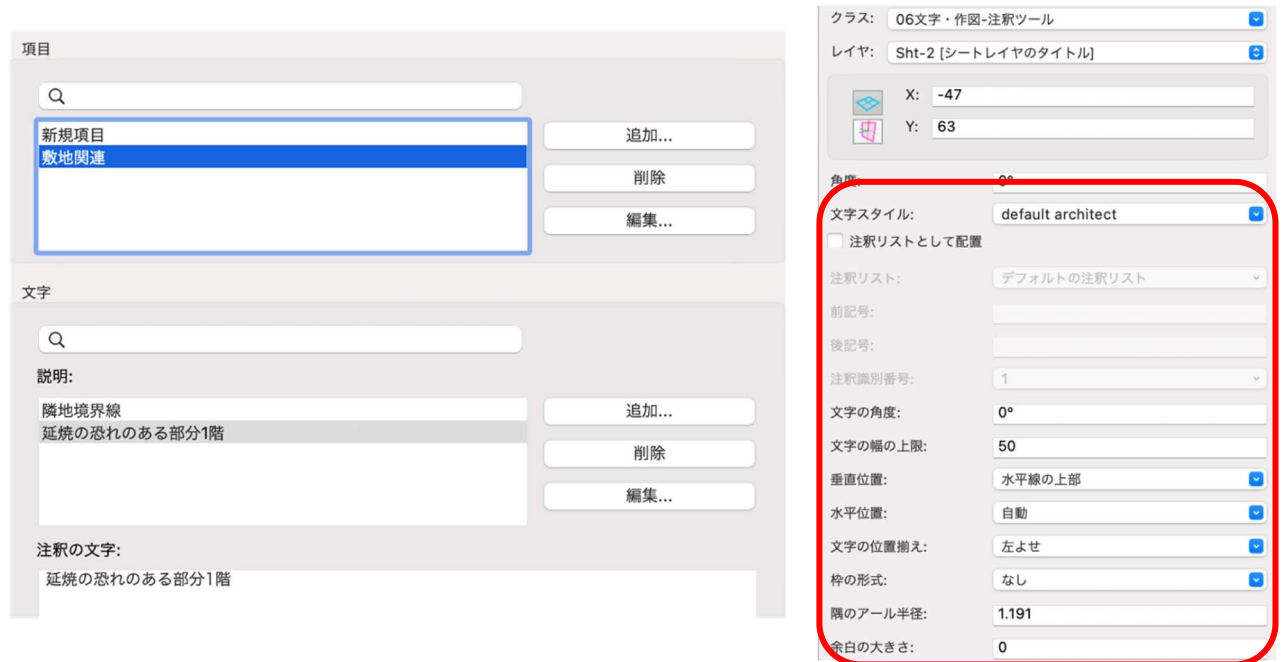 項目
新規項目
敷地関連
追加...
削除
編集...
文字
説明:
隣地境界線
延焼の恐れのある部分1階
追加...
削除
編集...
注釈の文字:
延焼の恐れのある部分1階
クラス: 06文字・作図-注釈ツール
レイヤ: Sht-2 [シートレイヤのタイトル]
X: -47
Y: 63
角度: 0°
文字スタイル: default architect
注釈リストとして配置
注釈リスト: デフォルトの注釈リスト
前記号:
後記号:
注釈識別番号: 1
文字の角度: 0°
文字の幅の上限: 50
垂直位置: 水平線の上部
水平位置: 自動
文字の位置揃え: 左よせ
枠の形式: なし
隅のアール半径: 1.191
余白の大きさ: 0